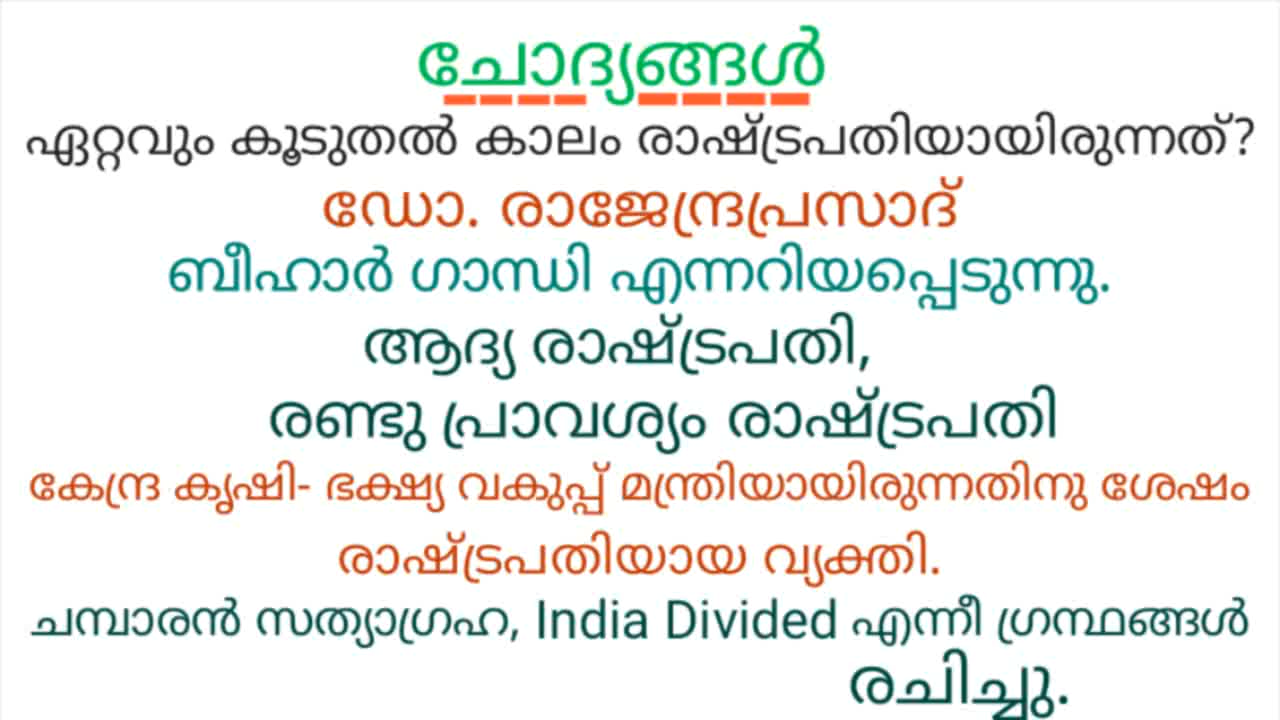 ചോദ്യങ്ങൾ
ഏറ്റവും കൂടുതൽ കാലം രാഷ്ട്രപതിയായിരുന്നത്?
ഡോ. രാജേന്ദ്രപ്രസാദ്
ബീഹാർ ഗാന്ധി എന്നറിയപ്പെടുന്നു.
ആദ്യ രാഷ്ട്രപതി,
രണ്ടു പ്രാവശ്യം രാഷ്ട്രപതി
കേന്ദ്ര കൃഷി- ഭക്ഷ്യ വകുപ്പ് മന്ത്രിയായിരുന്നതിനു ശേഷം
രാഷ്ട്രപതിയായ വ്യക്തി.
ചമ്പാരൻ സത്യാഗ്രഹ, India Divided എന്നീ ഗ്രന്ഥങ്ങൾ
രചിച്ചു.